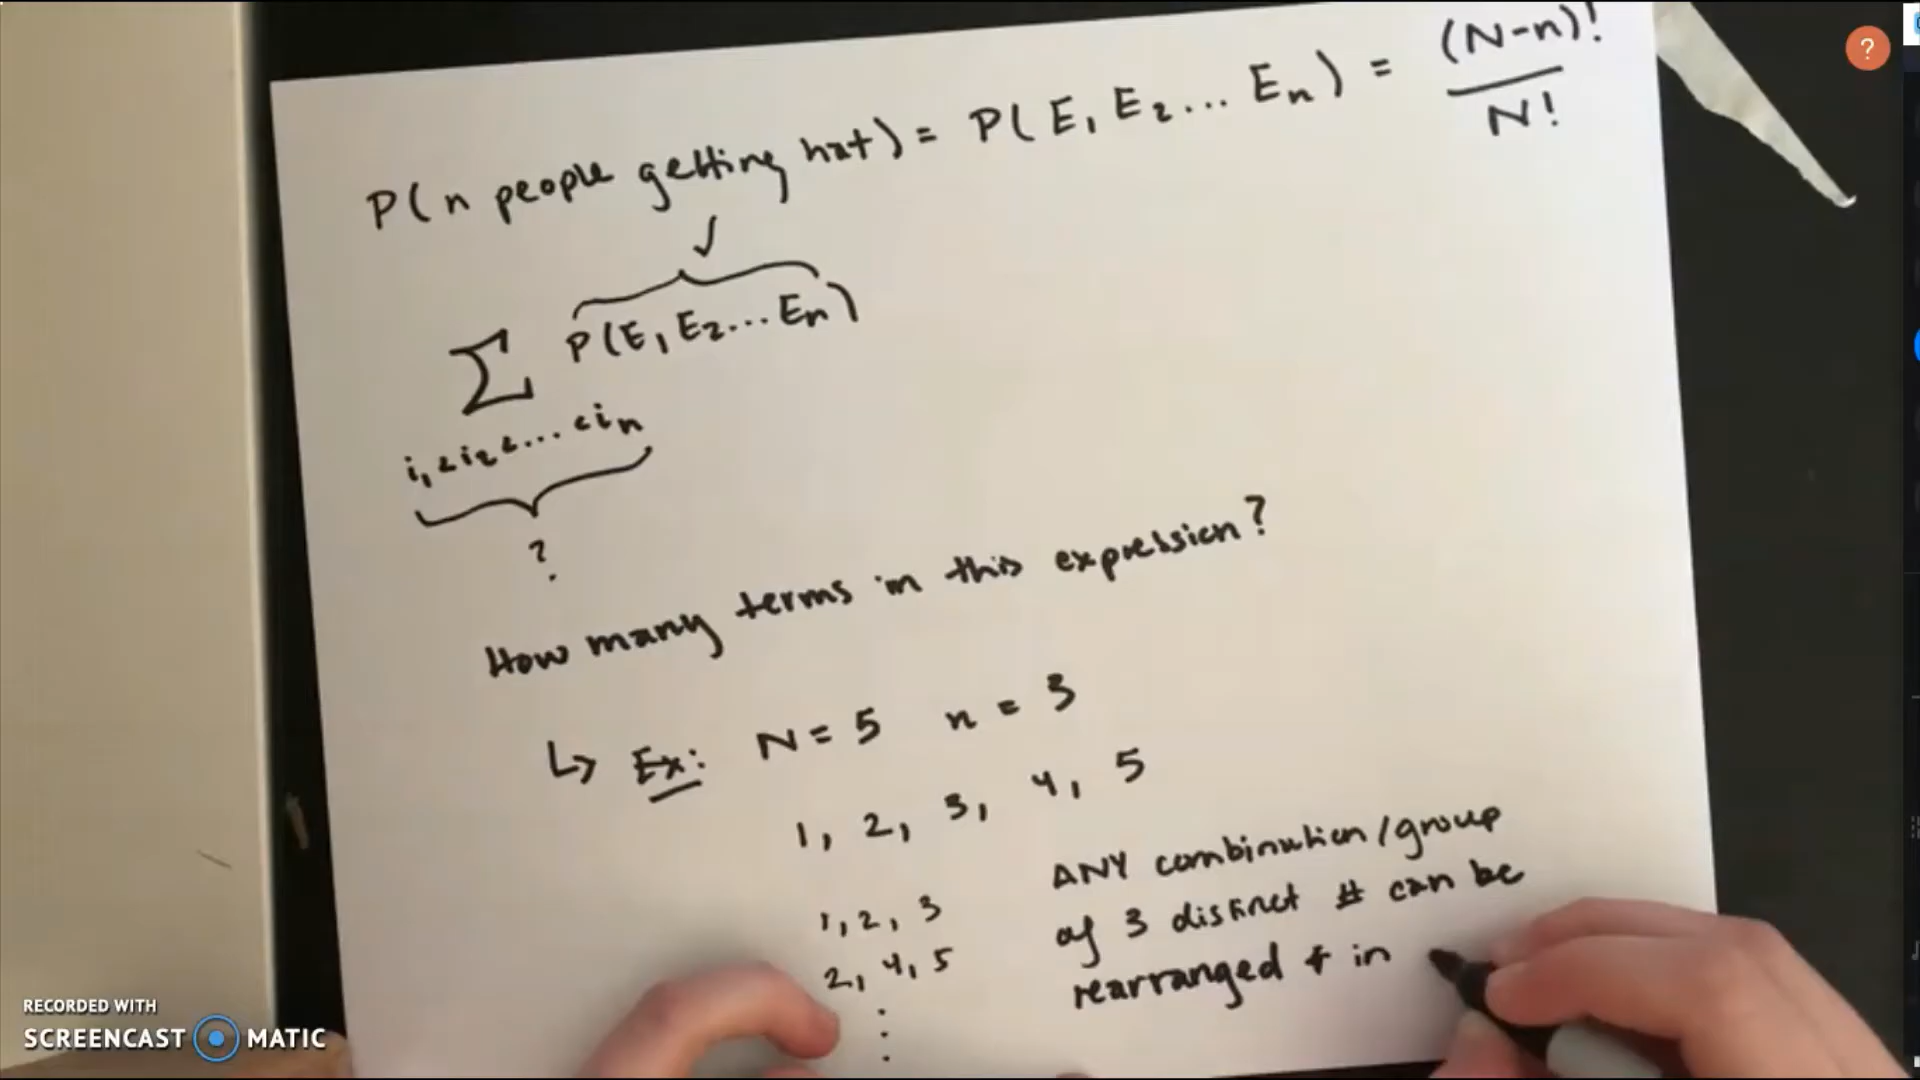 P(n people getting hat) = P(E₁ E₂... Eₙ) = (N-n)! / N!
✓
∑ P(E₁ E₂... Eₙ)
i₁<i₂<...<iₙ
?
How many terms in this expression?
↳ Ex: N = 5 n = 3
1, 2, 3, 4, 5
1, 2, 3
2, 4, 5
⋮
ANY combination/group
of 3 distinct # can be
rearranged + in
RECORDED WITH
SCREENCAST MATIC
?